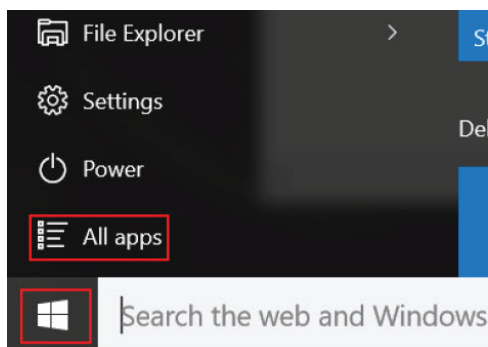 File Explorer
Settings
Power
All apps
Search the web and Windows